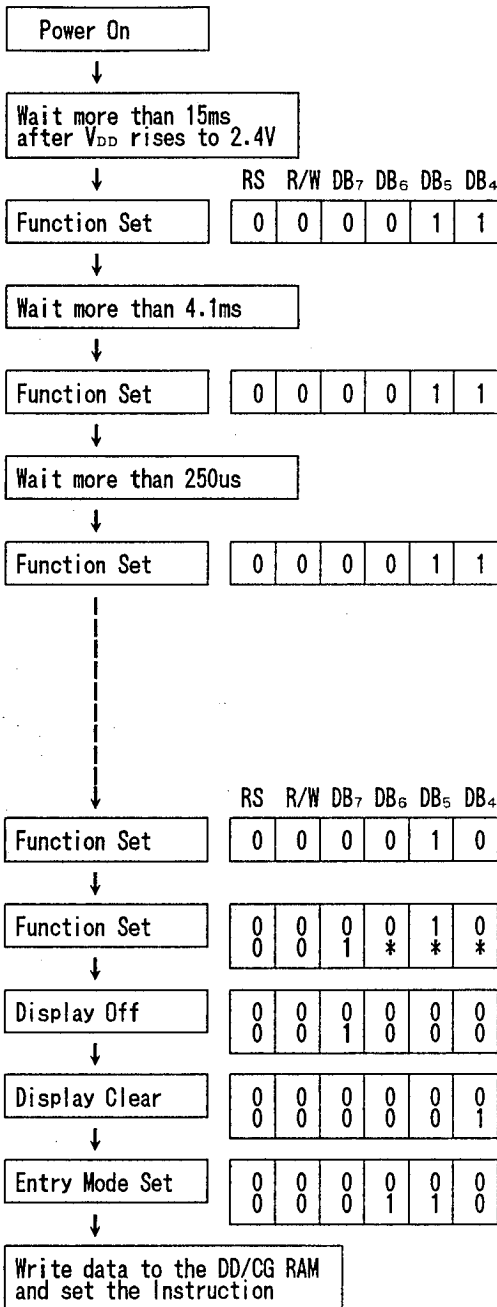 Power On
Wait more than 15ms
after VDD rises to 2.4V
RS R/W DB7 DB6 DB5 DB4
Function Set 0 0 0 0 1 1
Wait more than 4.1ms
Function Set 0 0 0 0 1 1
Wait more than 250us
Function Set 0 0 0 0 1 1
RS R/W DB7 DB6 DB5 DB4
Function Set 0 0 0 0 1 0
Function Set 0 0 0 0 1 0
0 0 1 * * *
Display Off 0 0 0 0 0 0
0 0 1 0 0 0
Display Clear 0 0 0 0 0 0
0 0 0 0 0 1
Entry Mode Set 0 0 0 0 0 0
0 0 0 1 1 0
Write data to the DD/CG RAM
and set the Instruction